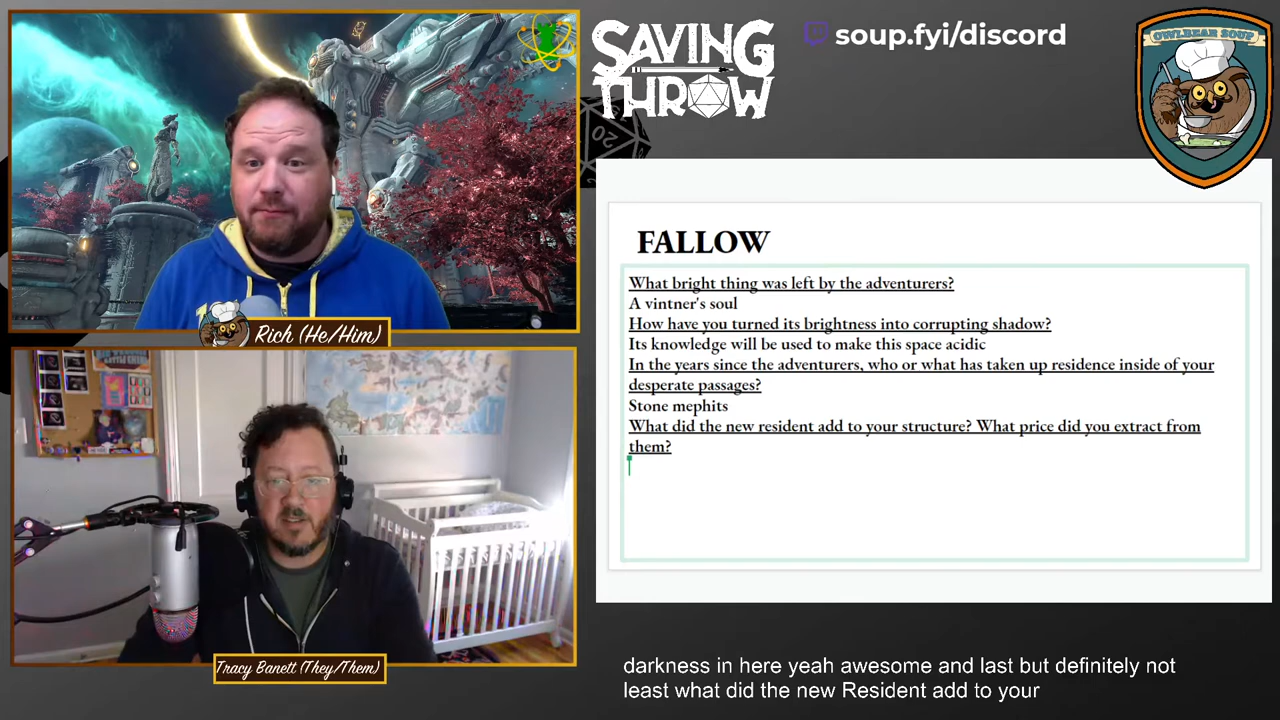 SAVING
THROW
20
soup.fyi/discord
OWLBEAR SOUP
Rich (He/Him)
Tracy Banett (They/Them)
FALLOW
What bright thing was left by the adventurers?
A vintner's soul
How have you turned its brightness into corrupting shadow?
Its knowledge will be used to make this space acidic
In the years since the adventurers, who or what has taken up residence inside of your
desperate passages?
Stone mephits
What did the new resident add to your structure? What price did you extract from
them?
darkness in here yeah awesome and last but definitely not
least what did the new Resident add to your